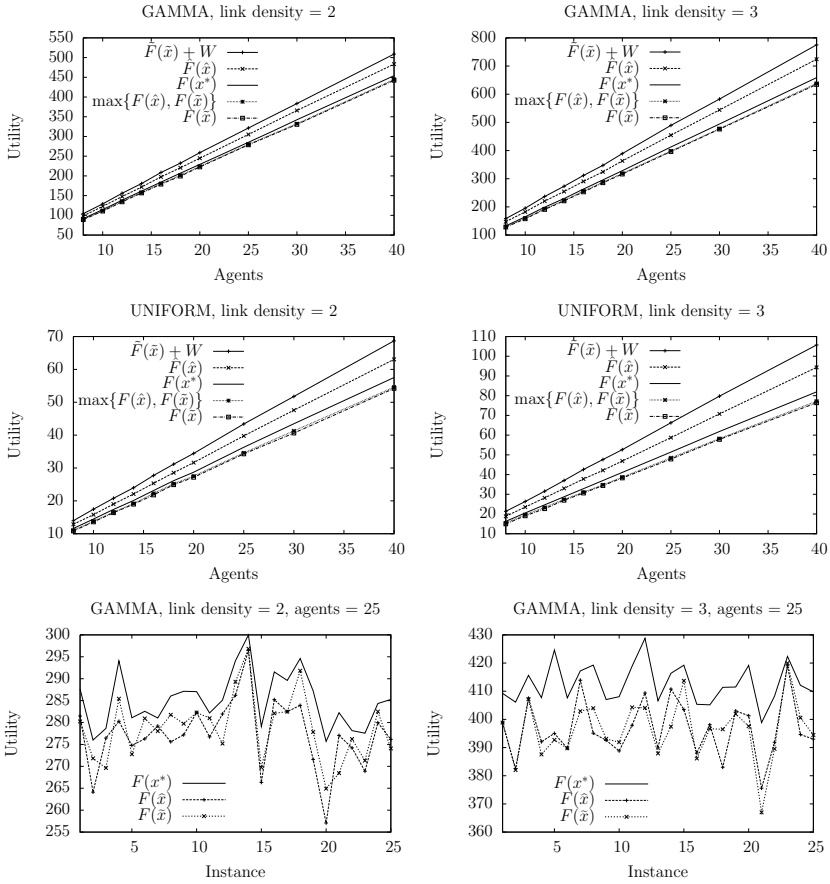 GAMMA, link density = 2
550
500
450
400
350
300
250
200
150
100
50
Utility
F̃(x̃) + W
F̂(x̂)
F(x*)
max{F(x̂), F(x̃)}
F(x̃)
10 15 20 25 30 35 40
Agents
GAMMA, link density = 3
800
700
600
500
400
300
200
100
Utility
F̃(x̃) + W
F̂(x̂)
F(x*)
max{F(x̂), F(x̃)}
F(x̃)
10 15 20 25 30 35 40
Agents
UNIFORM, link density = 2
70
60
50
40
30
20
10
Utility
F̃(x̃) + W
F̂(x̂)
F(x*)
max{F(x̂), F(x̃)}
F(x̃)
10 15 20 25 30 35 40
Agents
UNIFORM, link density = 3
110
100
90
80
70
60
50
40
30
20
10
Utility
F̃(x̃) + W
F̂(x̂)
F(x*)
max{F(x̂), F(x̃)}
F(x̃)
10 15 20 25 30 35 40
Agents
GAMMA, link density = 2, agents = 25
300
295
290
285
280
275
270
265
260
255
Utility
F(x*)
F(x̂)
F(x̃)
5 10 15 20 25
Instance
GAMMA, link density = 3, agents = 25
430
420
410
400
390
380
370
360
Utility
F(x*)
F(x̂)
F(x̃)
5 10 15 20 25
Instance